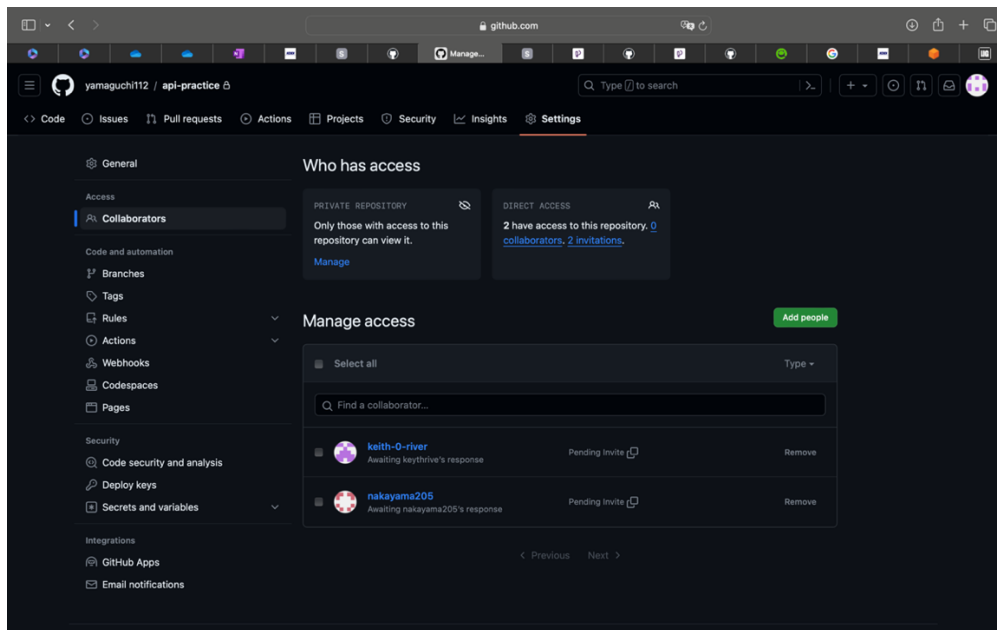 github.com
Manage...
yamaguchi112 / api-practice
Type / to search
Code
Issues
Pull requests
Actions
Projects
Security
Insights
Settings
General
Access
Collaborators
Code and automation
Branches
Tags
Rules
Actions
Webhooks
Codespaces
Pages
Security
Code security and analysis
Deploy keys
Secrets and variables
Integrations
GitHub Apps
Email notifications
Who has access
PRIVATE REPOSITORY
Only those with access to this
repository can view it.
Manage
DIRECT ACCESS
2 have access to this repository. 0
collaborators. 2 invitations.
Manage access
Add people
Select all
Type
Find a collaborator...
keith-0-river
Awaiting keythrive's response
Pending Invite
Remove
nakayama205
Awaiting nakayama205's response
Pending Invite
Remove
Previous
Next